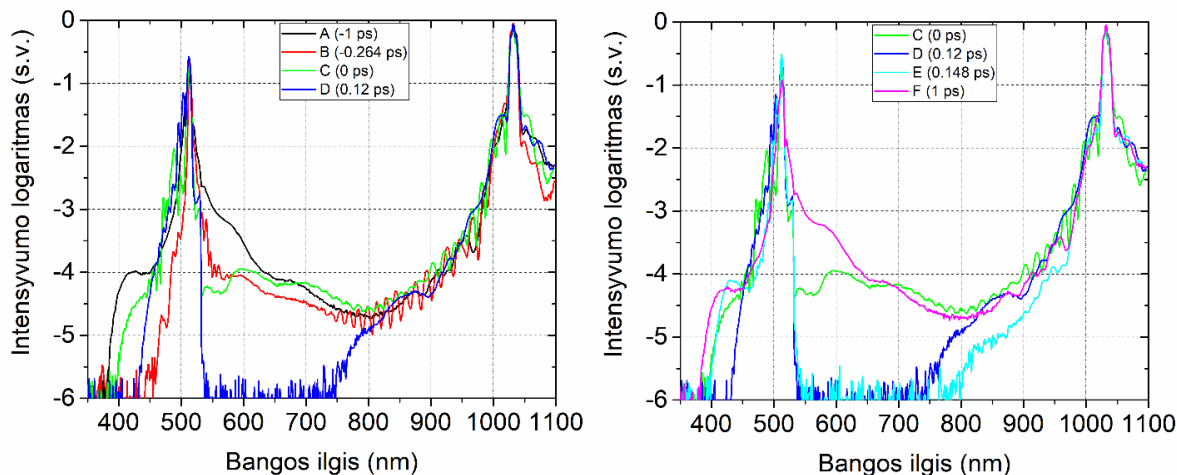 Intensyvumo logaritmas (s.v.)
0
-1
-2
-3
-4
-5
-6
A (-1 ps)
B (-0.264 ps)
C (0 ps)
D (0.12 ps)
400 500 600 700 800 900 1000 1100
Bangos ilgis (nm)
Intensyvumo logaritmas (s.v.)
0
-1
-2
-3
-4
-5
-6
C (0 ps)
D (0.12 ps)
E (0.148 ps)
F (1 ps)
400 500 600 700 800 900 1000 1100
Bangos ilgis (nm)